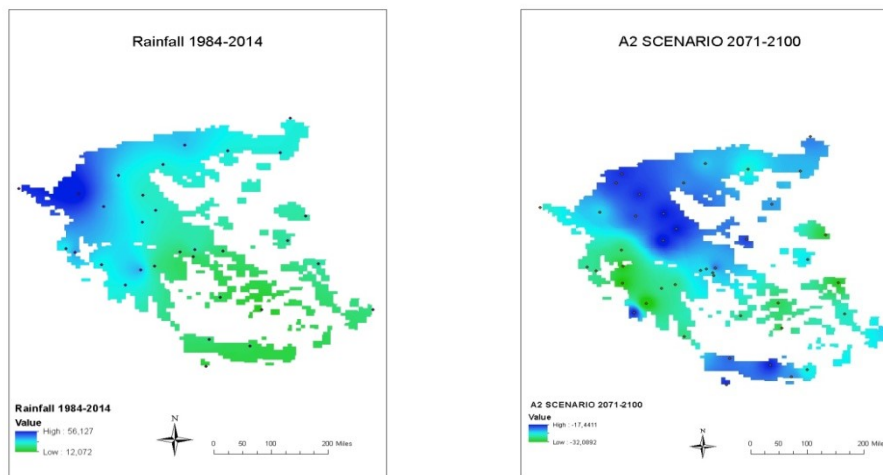 Rainfall 1984-2014
Rainfall 1984-2014
Value
High : 56,127
Low : 12,072
N
0 50 100 200 Miles
A2 SCENARIO 2071-2100
A2 SCENARIO 2071-2100
Value
High : -17,4411
Low : -32,0892
N
0 50 100 200 Miles